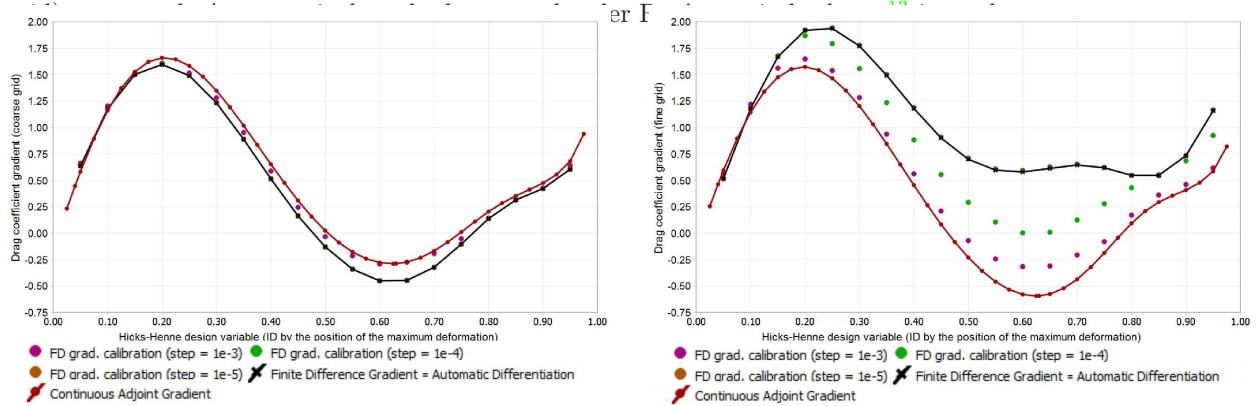 er
13
2.00
1.75
1.50
1.25
1.00
0.75
0.50
0.25
0.00
-0.25
-0.50
-0.75
Drag coefficient gradient (coarse grid)
0.00 0.10 0.20 0.30 0.40 0.50 0.60 0.70 0.80 0.90 1.00
Hicks-Henne design variable (ID by the position of the maximum deformation)
FD grad. calibration (step = 1e-3) FD grad. calibration (step = 1e-4)
FD grad. calibration (step = 1e-5) Finite Difference Gradient = Automatic Differentiation
Continuous Adjoint Gradient
2.00
1.75
1.50
1.25
1.00
0.75
0.50
0.25
0.00
-0.25
-0.50
-0.75
Drag coefficient gradient (fine grid)
0.00 0.10 0.20 0.30 0.40 0.50 0.60 0.70 0.80 0.90 1.00
Hicks-Henne design variable (ID by the position of the maximum deformation)
FD grad. calibration (step = 1e-3) FD grad. calibration (step = 1e-4)
FD grad. calibration (step = 1e-5) Finite Difference Gradient = Automatic Differentiation
Continuous Adjoint Gradient